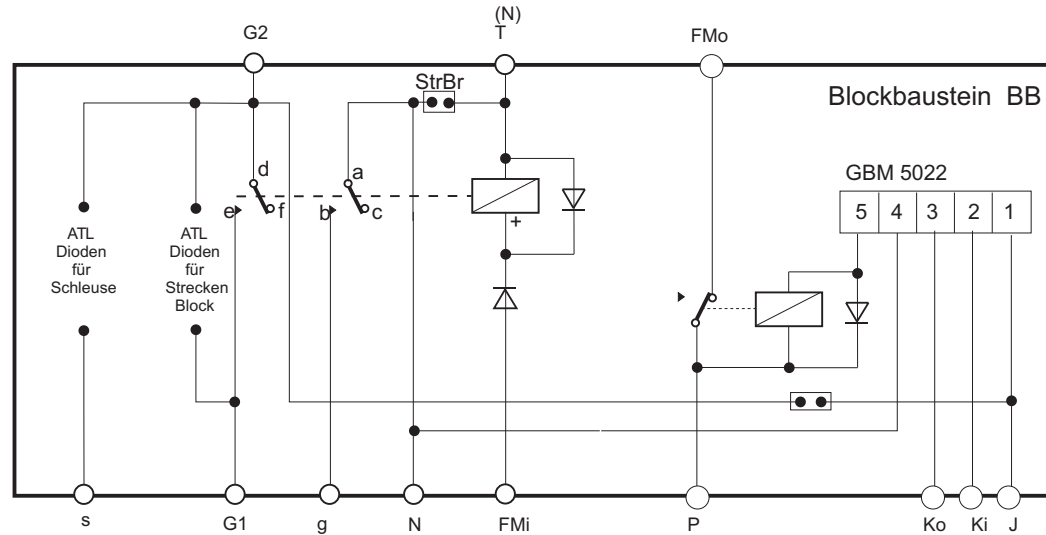 (N)
G2
T
FMo
StrBr
Blockbaustein BB
GBM 5022
5 4 3 2 1
d
a
e
f
b
c
+
ATL
Dioden
für
Schleuse
ATL
Dioden
für
Strecken
Block
s
G1
g
N
FMi
P
Ko
Ki
J